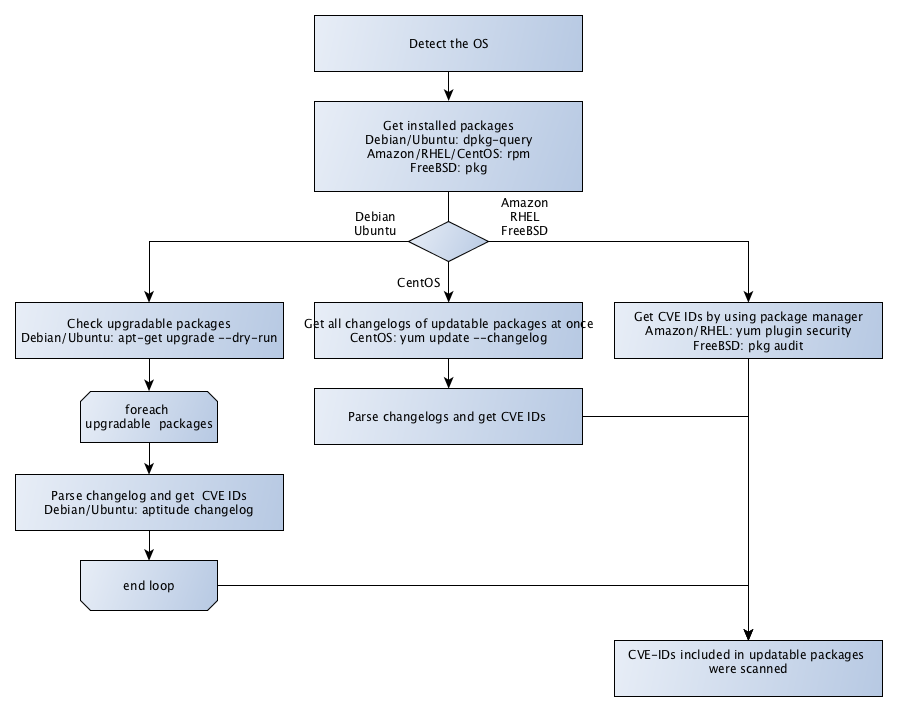 Detect the OS
Get installed packages
Debian/Ubuntu: dpkg-query
Amazon/RHEL/CentOS: rpm
FreeBSD: pkg
Debian
Ubuntu
Amazon
RHEL
FreeBSD
CentOS
Check upgradable packages
Debian/Ubuntu: apt-get upgrade --dry-run
Get all changelogs of updatable packages at once
CentOS: yum update --changelog
Get CVE IDs by using package manager
Amazon/RHEL: yum plugin security
FreeBSD: pkg audit
foreach
upgradable  packages
Parse changelogs and get CVE IDs
Parse changelog and get  CVE IDs
Debian/Ubuntu: aptitude changelog
end loop
CVE-IDs included in updatable packages
were scanned